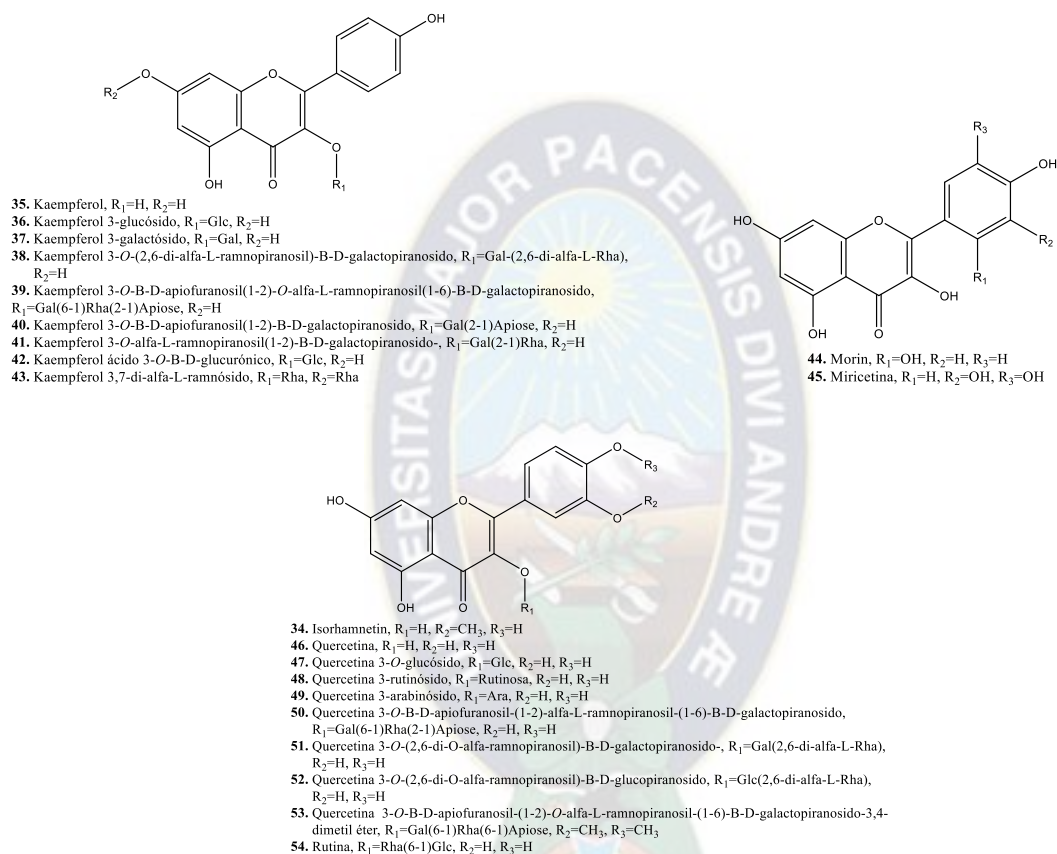 OH
O
R2
O
O
R1
OH
O
35. Kaempferol, R1=H, R2=H
36. Kaempferol 3-glucósido, R1=Glc, R2=H
37. Kaempferol 3-galactósido, R1=Gal, R2=H
38. Kaempferol 3-O-(2,6-di-alfa-L-ramnopiranosil)-B-D-galactopiranosido, R1=Gal-(2,6-di-alfa-L-Rha),
R2=H
39. Kaempferol 3-O-B-D-apiofuranosil(1-2)-O-alfa-L-ramnopiranosil(1-6)-B-D-galactopiranosido,
R1=Gal(6-1)Rha(2-1)Apiose, R2=H
40. Kaempferol 3-O-B-D-apiofuranosil(1-2)-B-D-galactopiranosido, R1=Gal(2-1)Apiose, R2=H
41. Kaempferol 3-O-alfa-L-ramnopiranosil(1-2)-B-D-galactopiranosido-, R1=Gal(2-1)Rha, R2=H
42. Kaempferol ácido 3-O-B-D-glucurónico, R1=Glc, R2=H
43. Kaempferol 3,7-di-alfa-L-ramnósido, R1=Rha, R2=Rha
R3
OH
HO
O
R2
R1
OH
OH
O
44. Morin, R1=OH, R2=H, R3=H
45. Miricetina, R1=H, R2=OH, R3=OH
O
R3
R2
HO
O
O
O
OH
O
R1
34. Isorhamnetin, R1=H, R2=CH3, R3=H
46. Quercetina, R1=H, R2=H, R3=H
47. Quercetina 3-O-glucósido, R1=Glc, R2=H, R3=H
48. Quercetina 3-rutinósido, R1=Rutinosa, R2=H, R3=H
49. Quercetina 3-arabinósido, R1=Ara, R2=H, R3=H
50. Quercetina 3-O-B-D-apiofuranosil-(1-2)-alfa-L-ramnopiranosil-(1-6)-B-D-galactopiranosido,
R1=Gal(6-1)Rha(2-1)Apiose, R2=H, R3=H
51. Quercetina 3-O-(2,6-di-O-alfa-ramnopiranosil)-B-D-galactopiranosido-, R1=Gal(2,6-di-alfa-L-Rha),
R2=H, R3=H
52. Quercetina 3-O-(2,6-di-O-alfa-ramnopiranosil)-B-D-glucopiranosido, R1=Glc(2,6-di-alfa-L-Rha),
R2=H, R3=H
53. Quercetina 3-O-B-D-apiofuranosil-(1-2)-O-alfa-L-ramnopiranosil-(1-6)-B-D-galactopiranosido-3,4-
dimetil éter, R1=Gal(6-1)Rha(6-1)Apiose, R2=CH3, R3=CH3
54. Rutina, R1=Rha(6-1)Glc, R2=H, R3=H
UNIVERSITAS MAJOR PACENSIS DIVI ANDRE Æ